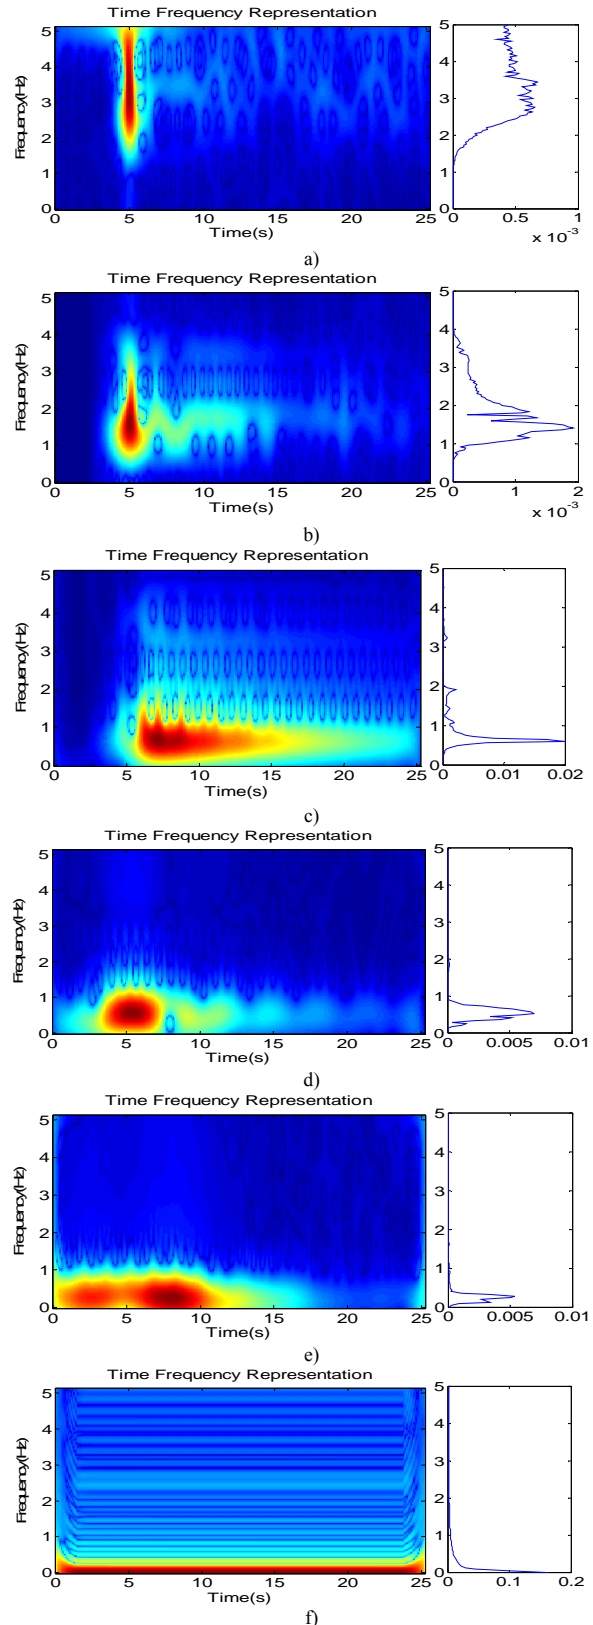 Time Frequency Representation
Frequency(Hz)
5
4
3
2
1
0
0 5 10 15 20 25
Time(s)
5
4
3
2
1
0
0 0.5 1
x 10⁻³
a)
Time Frequency Representation
Frequency(Hz)
5
4
3
2
1
0
0 5 10 15 20 25
Time(s)
5
4
3
2
1
0
0 1 2
x 10⁻³
b)
Time Frequency Representation
Frequency(Hz)
5
4
3
2
1
0
0 5 10 15 20 25
Time(s)
5
4
3
2
1
0
0 0.01 0.02
c)
Time Frequency Representation
Frequency(Hz)
5
4
3
2
1
0
0 5 10 15 20 25
Time(s)
5
4
3
2
1
0
0 0.005 0.01
d)
Time Frequency Representation
Frequency(Hz)
5
4
3
2
1
0
0 5 10 15 20 25
Time(s)
5
4
3
2
1
0
0 0.005 0.01
e)
Time Frequency Representation
Frequency(Hz)
5
4
3
2
1
0
0 5 10 15 20 25
Time(s)
5
4
3
2
1
0
0 0.1 0.2
f)